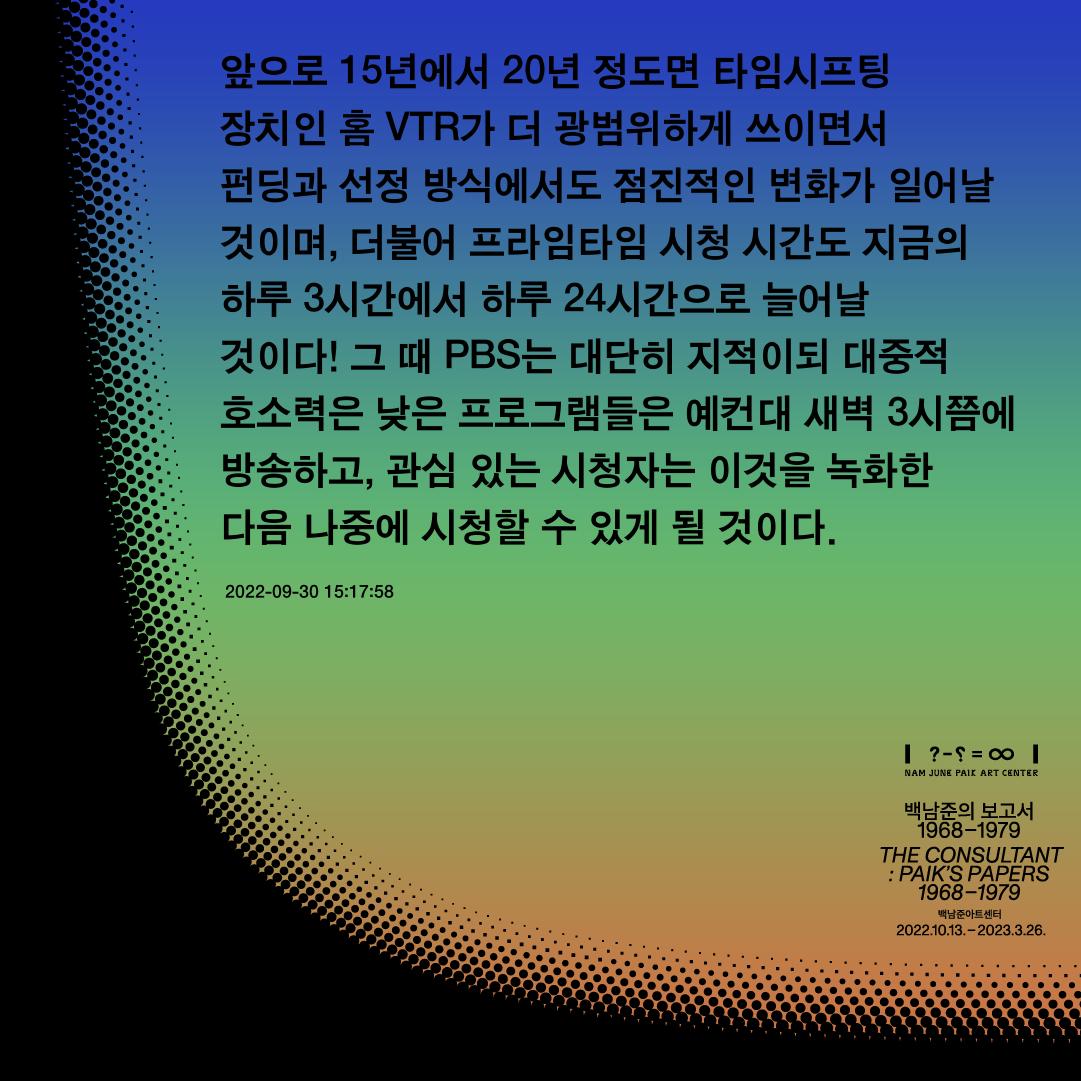 앞으로 15년에서 20년 정도면 타임시프팅
장치인 홈 VTR가 더 광범위하게 쓰이면서
펀딩과 선정 방식에서도 점진적인 변화가 일어날
것이며, 더불어 프라임타임 시청 시간도 지금의
하루 3시간에서 하루 24시간으로 늘어날
것이다! 그 때 PBS는 대단히 지적이되 대중적
호소력은 낮은 프로그램들은 예컨대 새벽 3시쯤에
방송하고, 관심 있는 시청자는 이것을 녹화한
다음 나중에 시청할 수 있게 될 것이다.
2022-09-30 15:17:58
?-⸮=∞
NAM JUNE PAIK ART CENTER
백남준의 보고서
1968–1979
THE CONSULTANT
: PAIK'S PAPERS
1968–1979
백남준아트센터
2022.10.13.–2023.3.26.